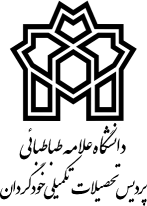 دانشگاه علامه طباطبائی
پردیس تحصیلات تکمیلی خودگردان